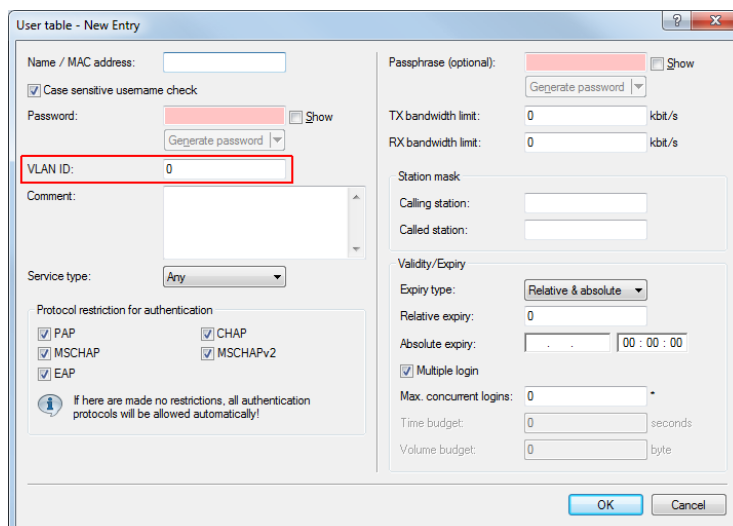 User table - New Entry
Name / MAC address:
Case sensitive username check
Password:
Show
Generate password
VLAN ID:
0
Comment:
Service type:
Any
Protocol restriction for authentication
PAP
CHAP
MSCHAP
MSCHAPv2
EAP
If here are made no restrictions, all authentication
protocols will be allowed automatically!
Passphrase (optional):
Show
Generate password
TX bandwidth limit:
0
kbit/s
RX bandwidth limit:
0
kbit/s
Station mask
Calling station:
Called station:
Validity/Expiry
Expiry type:
Relative & absolute
Relative expiry:
0
Absolute expiry:
. .
00 : 00 : 00
Multiple login
Max. concurrent logins:
0
*
Time budget:
0
seconds
Volume budget:
0
byte
OK
Cancel